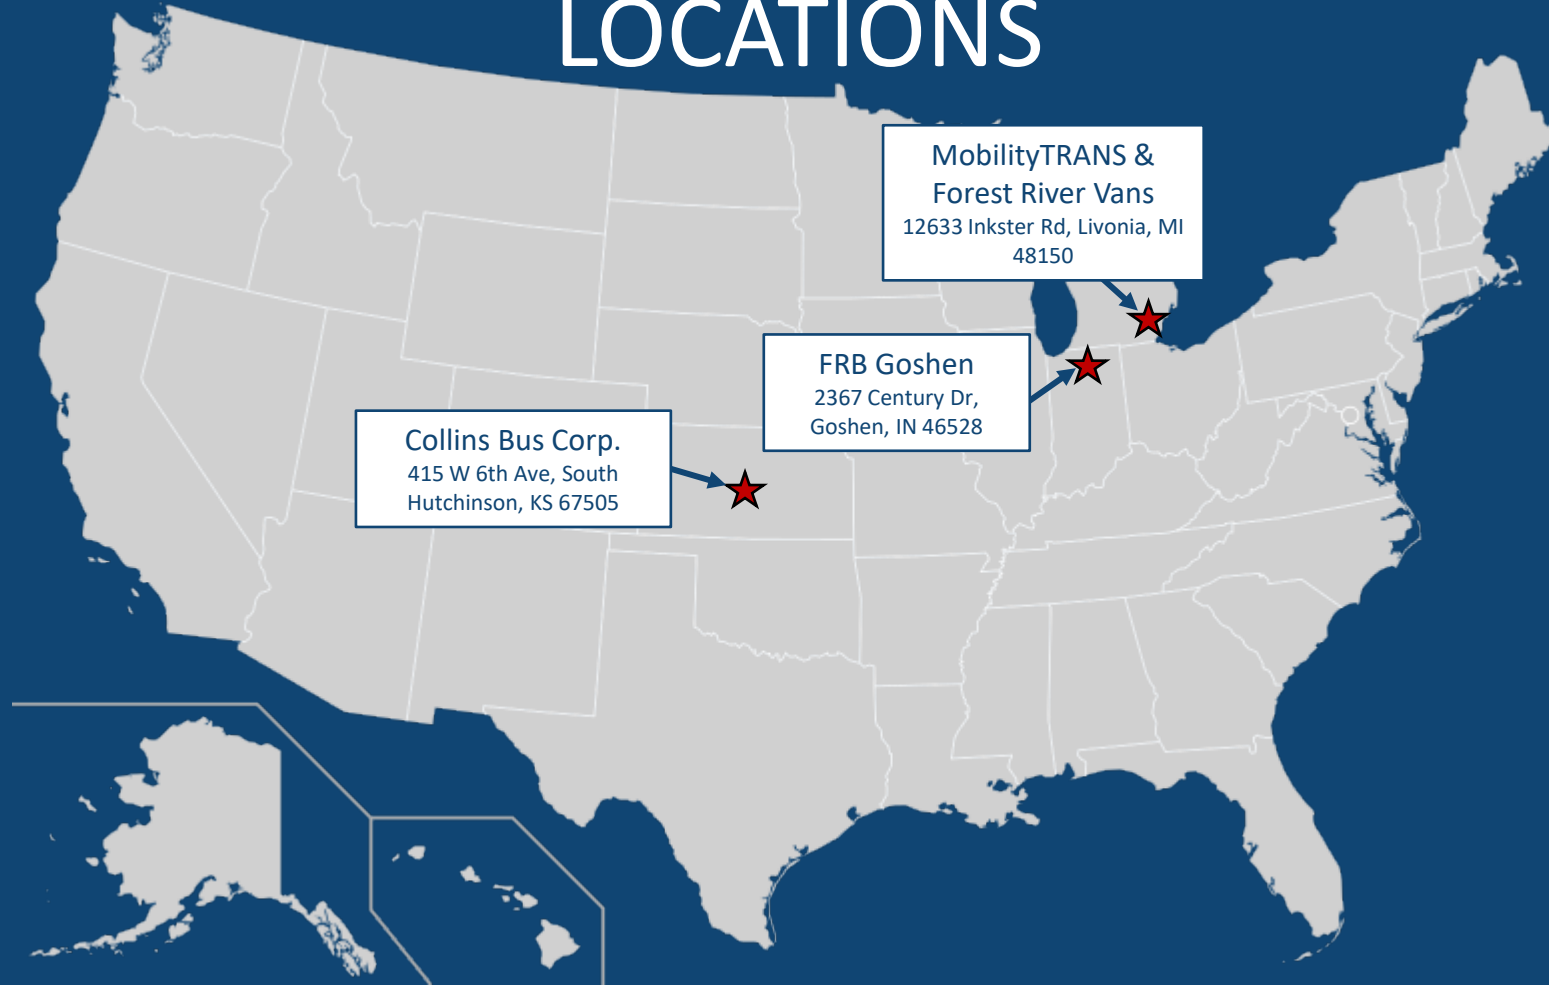 LOCATIONS
MobilityTRANS &
Forest River Vans
12633 Inkster Rd, Livonia, MI
48150
FRB Goshen
2367 Century Dr,
Goshen, IN 46528
Collins Bus Corp.
415 W 6th Ave, South
Hutchinson, KS 67505